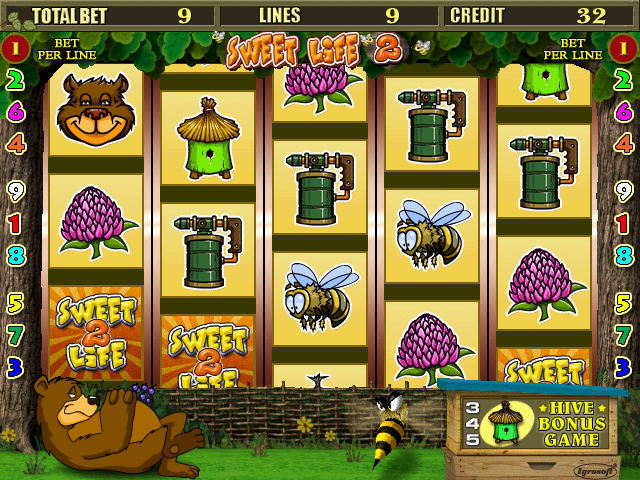 TOTAL BET 9 LINES 9 CREDIT 32
1 BET PER LINE SWEET LIFE 2 BET PER LINE 1
2 2
6 6
4 4
9 9
1 1
8 8
5 5
7 7
3 3
SWEET 2 LIFE
SWEET 2 LIFE
SWEET
3 4 5
HIVE
BONUS
GAME
Igrosoft